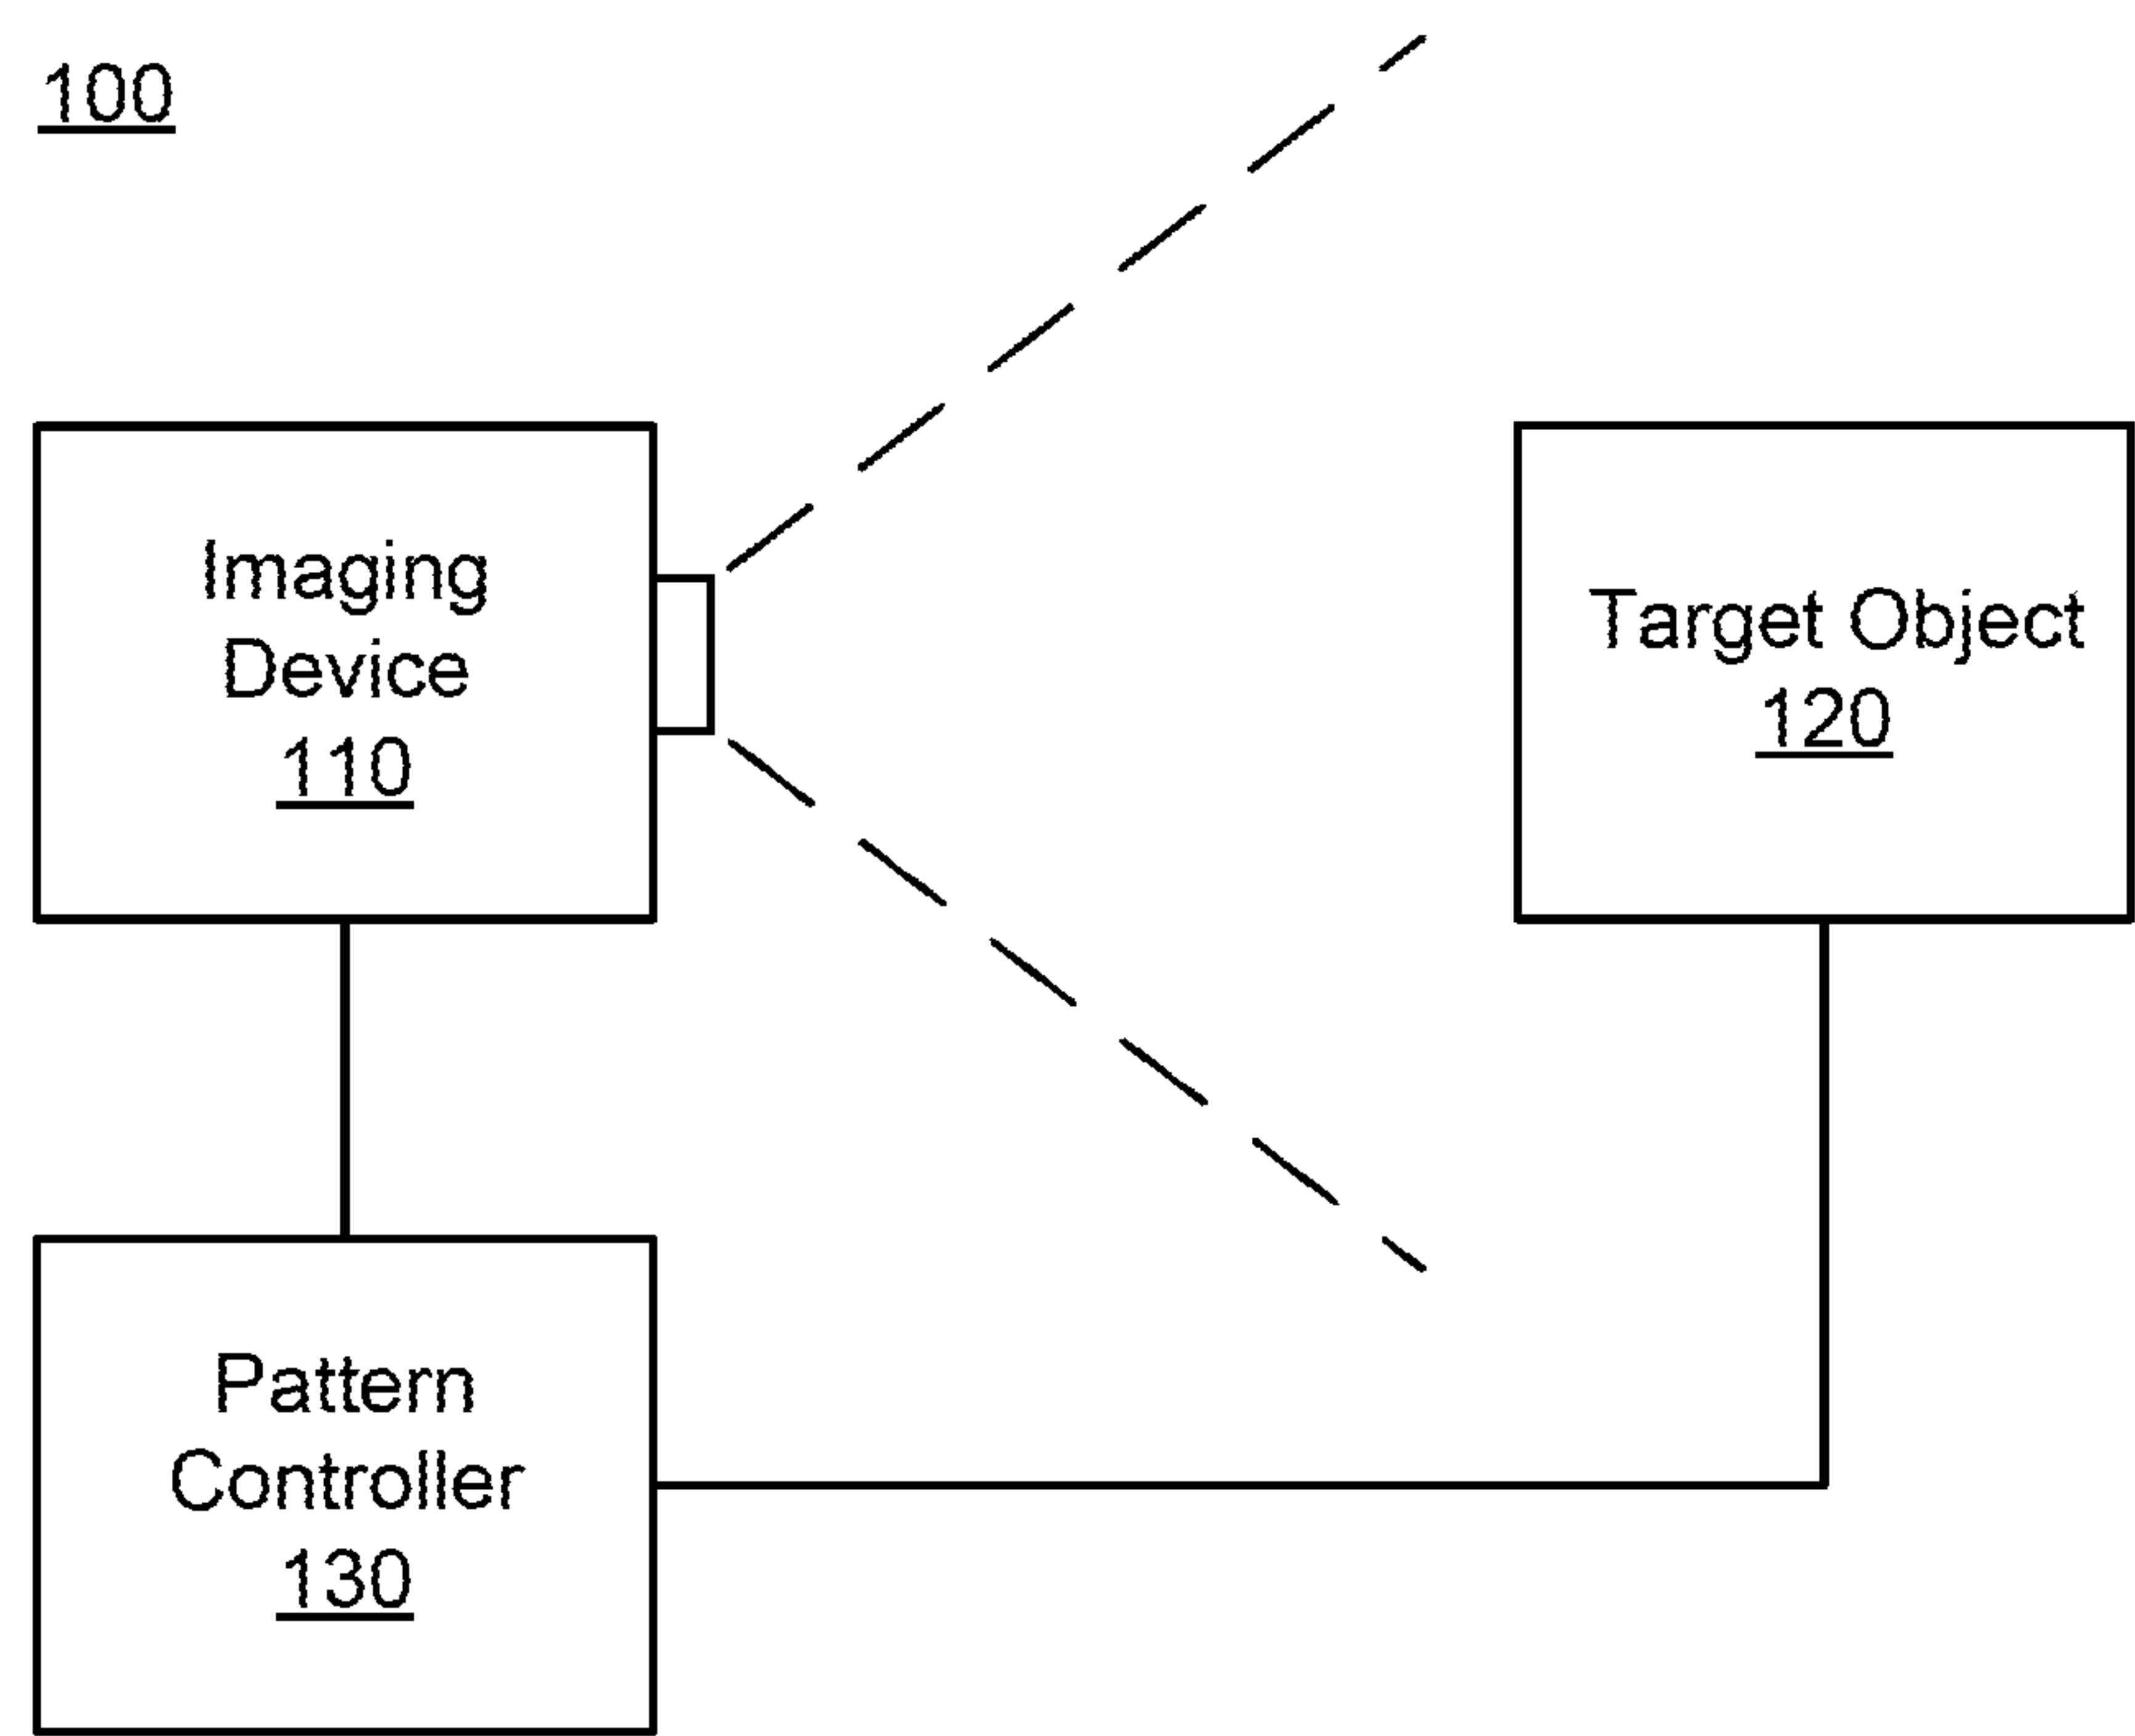 100
Imaging
Device
110
Target Object
120
Pattern
Controller
130